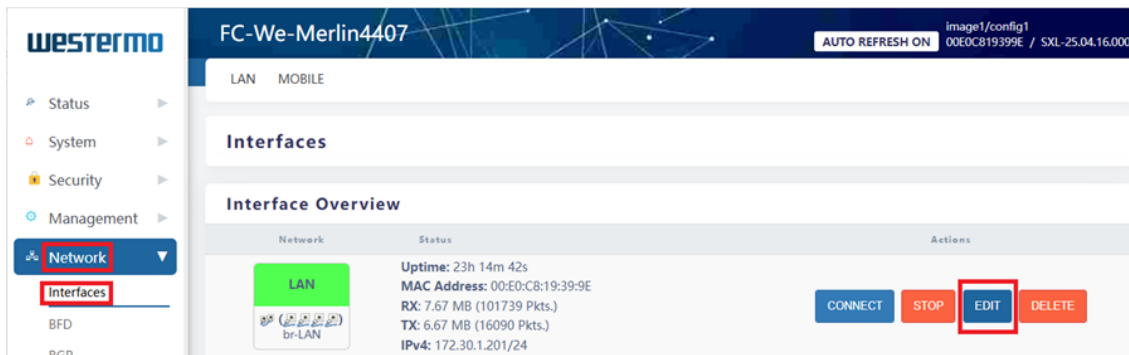 westermo
FC-We-Merlin4407
AUTO REFRESH ON
image1/config1
00E0C819399E / SXL-25.04.16.000
LAN MOBILE
Status
System
Security
Management
Network
Interfaces
BFD
BGP
Interfaces
Interface Overview
Network Status Actions
LAN
br-LAN
Uptime: 23h 14m 42s
MAC Address: 00:E0:C8:19:39:9E
RX: 7.67 MB (101739 Pkts.)
TX: 6.67 MB (16090 Pkts.)
IPv4: 172.30.1.201/24
CONNECT STOP EDIT DELETE